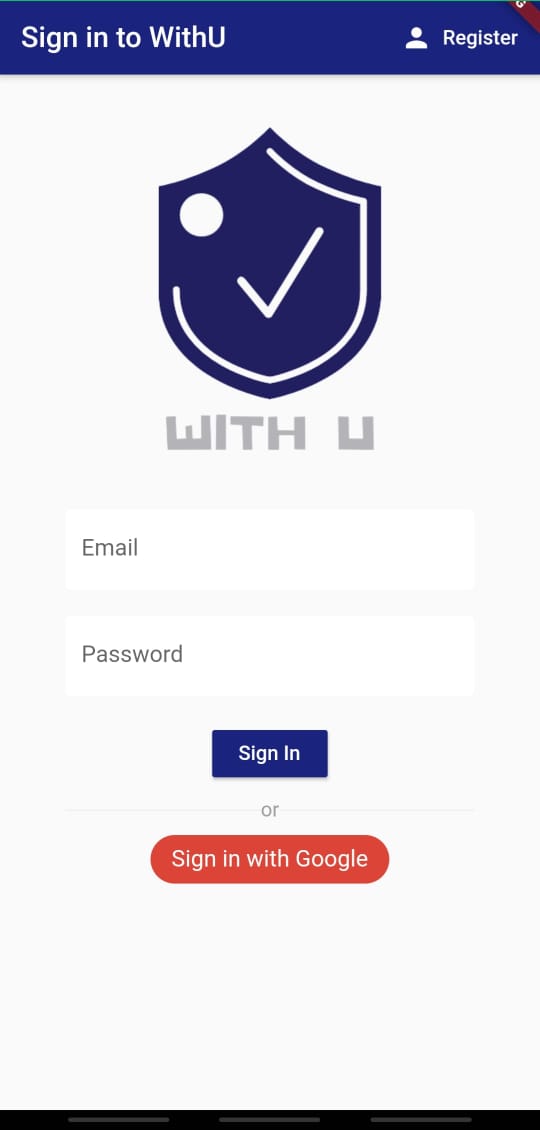 Sign in to WithU
Register
WITH U
Email
Password
Sign In
or
Sign in with Google